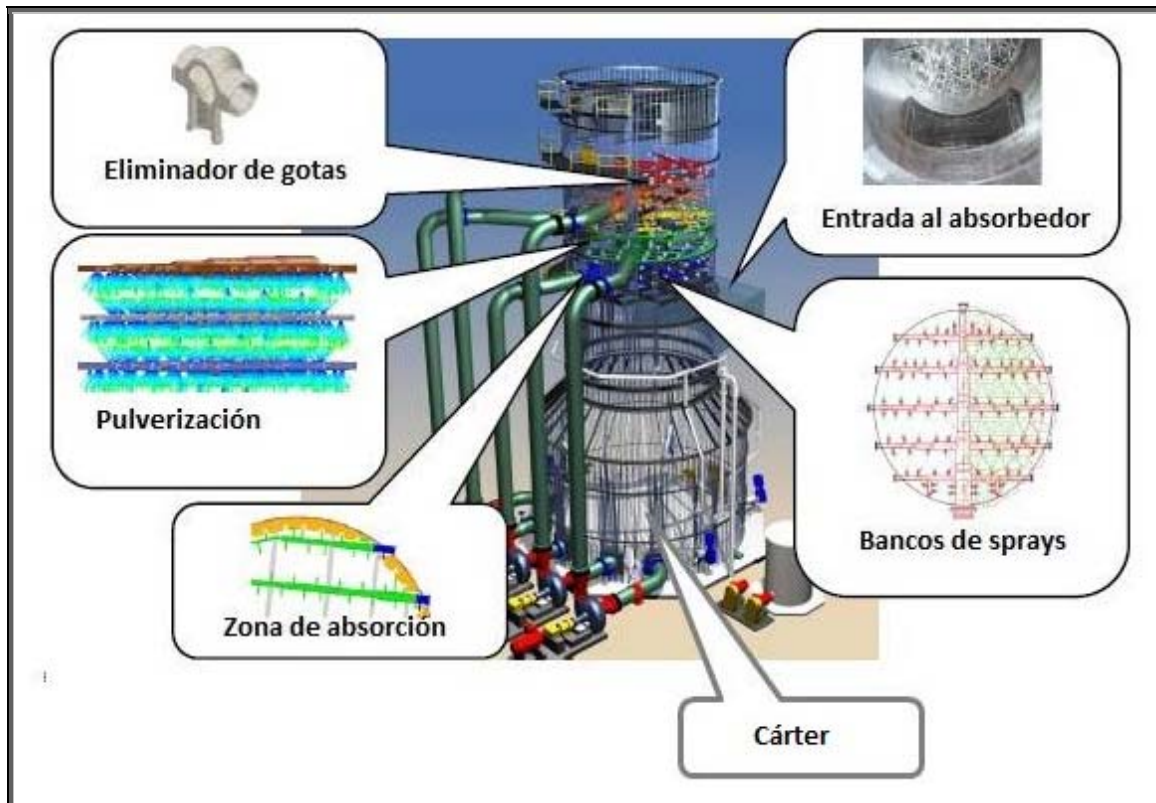 Eliminador de gotas
Entrada al absorbedor
Pulverización
Bancos de sprays
Zona de absorción
Cárter